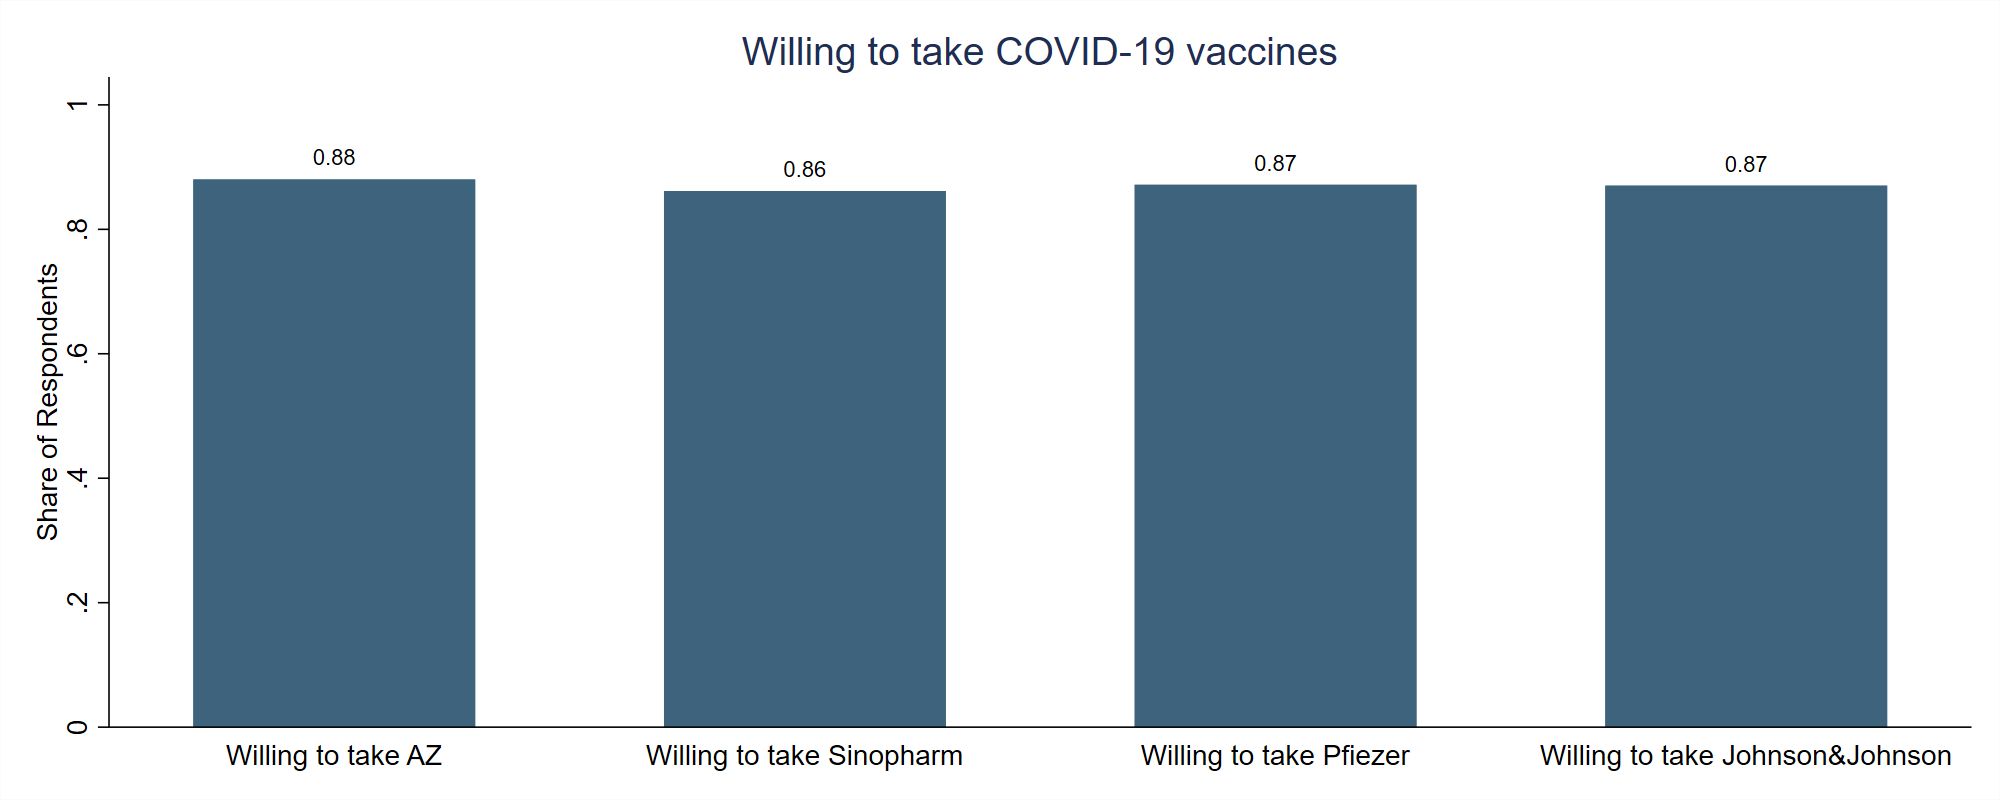 Willing to take COVID-19 vaccines
Share of Respondents
1
.8
.6
.4
.2
0
0.88
0.86
0.87
0.87
Willing to take AZ
Willing to take Sinopharm
Willing to take Pfiezer
Willing to take Johnson&Johnson